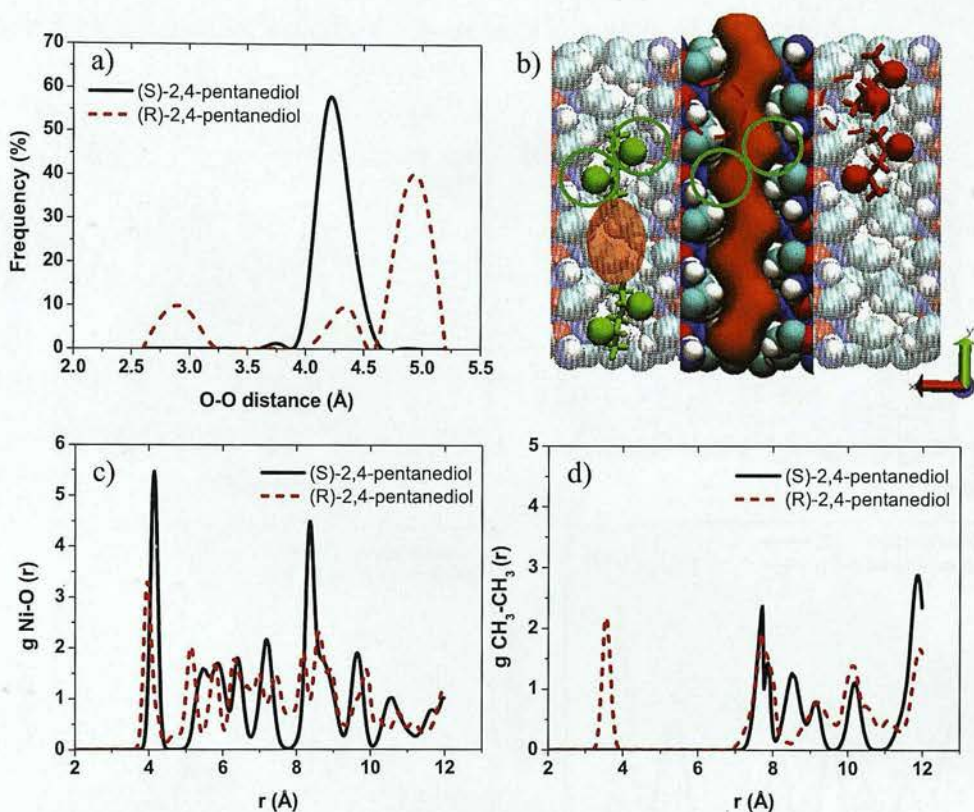 a)
(S)-2,4-pentanediol
(R)-2,4-pentanediol
Frequency (%)
70
60
50
40
30
20
10
0
2.0 2.5 3.0 3.5 4.0 4.5 5.0 5.5
O-O distance (Å)
b)
y
x
c)
(S)-2,4-pentanediol
(R)-2,4-pentanediol
g Ni-O (r)
6
5
4
3
2
1
0
2 4 6 8 10 12
r (Å)
d)
(S)-2,4-pentanediol
(R)-2,4-pentanediol
g CH3-CH3 (r)
5
4
3
2
1
0
2 4 6 8 10 12
r (Å)